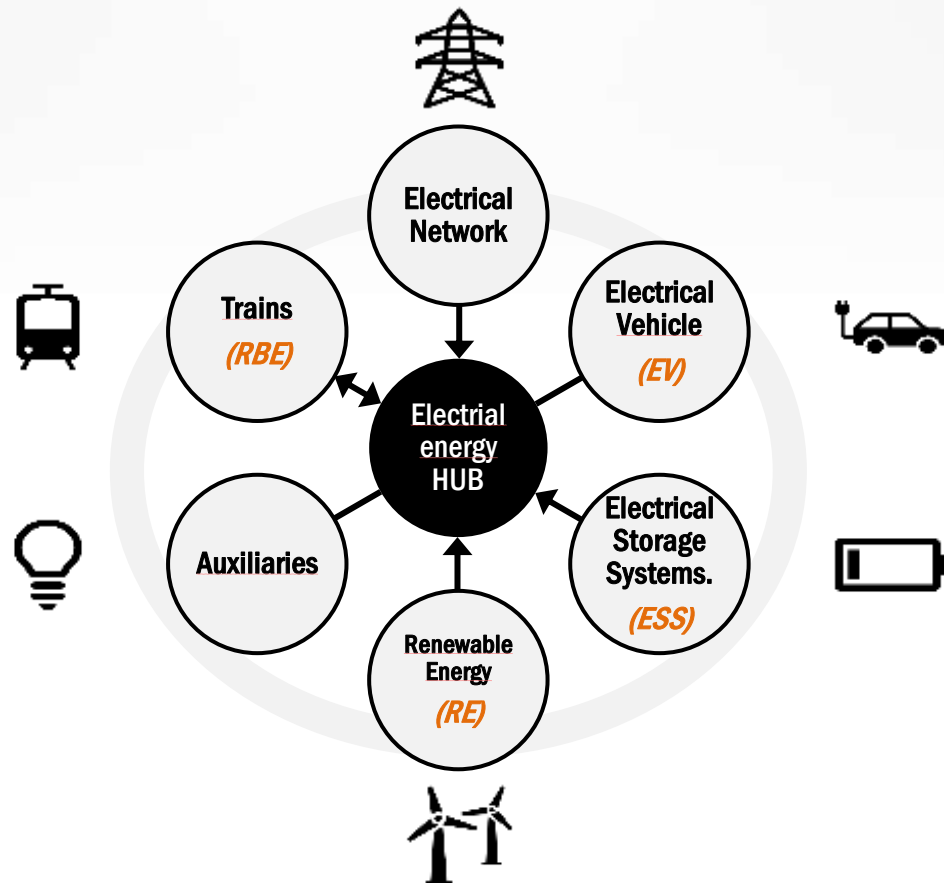 Electrical
Network
Trains
(RBE)
Electrical
Vehicle
(EV)
Electrial
energy
HUB
Auxiliaries
Electrical
Storage
Systems.
(ESS)
Renewable
Energy
(RE)